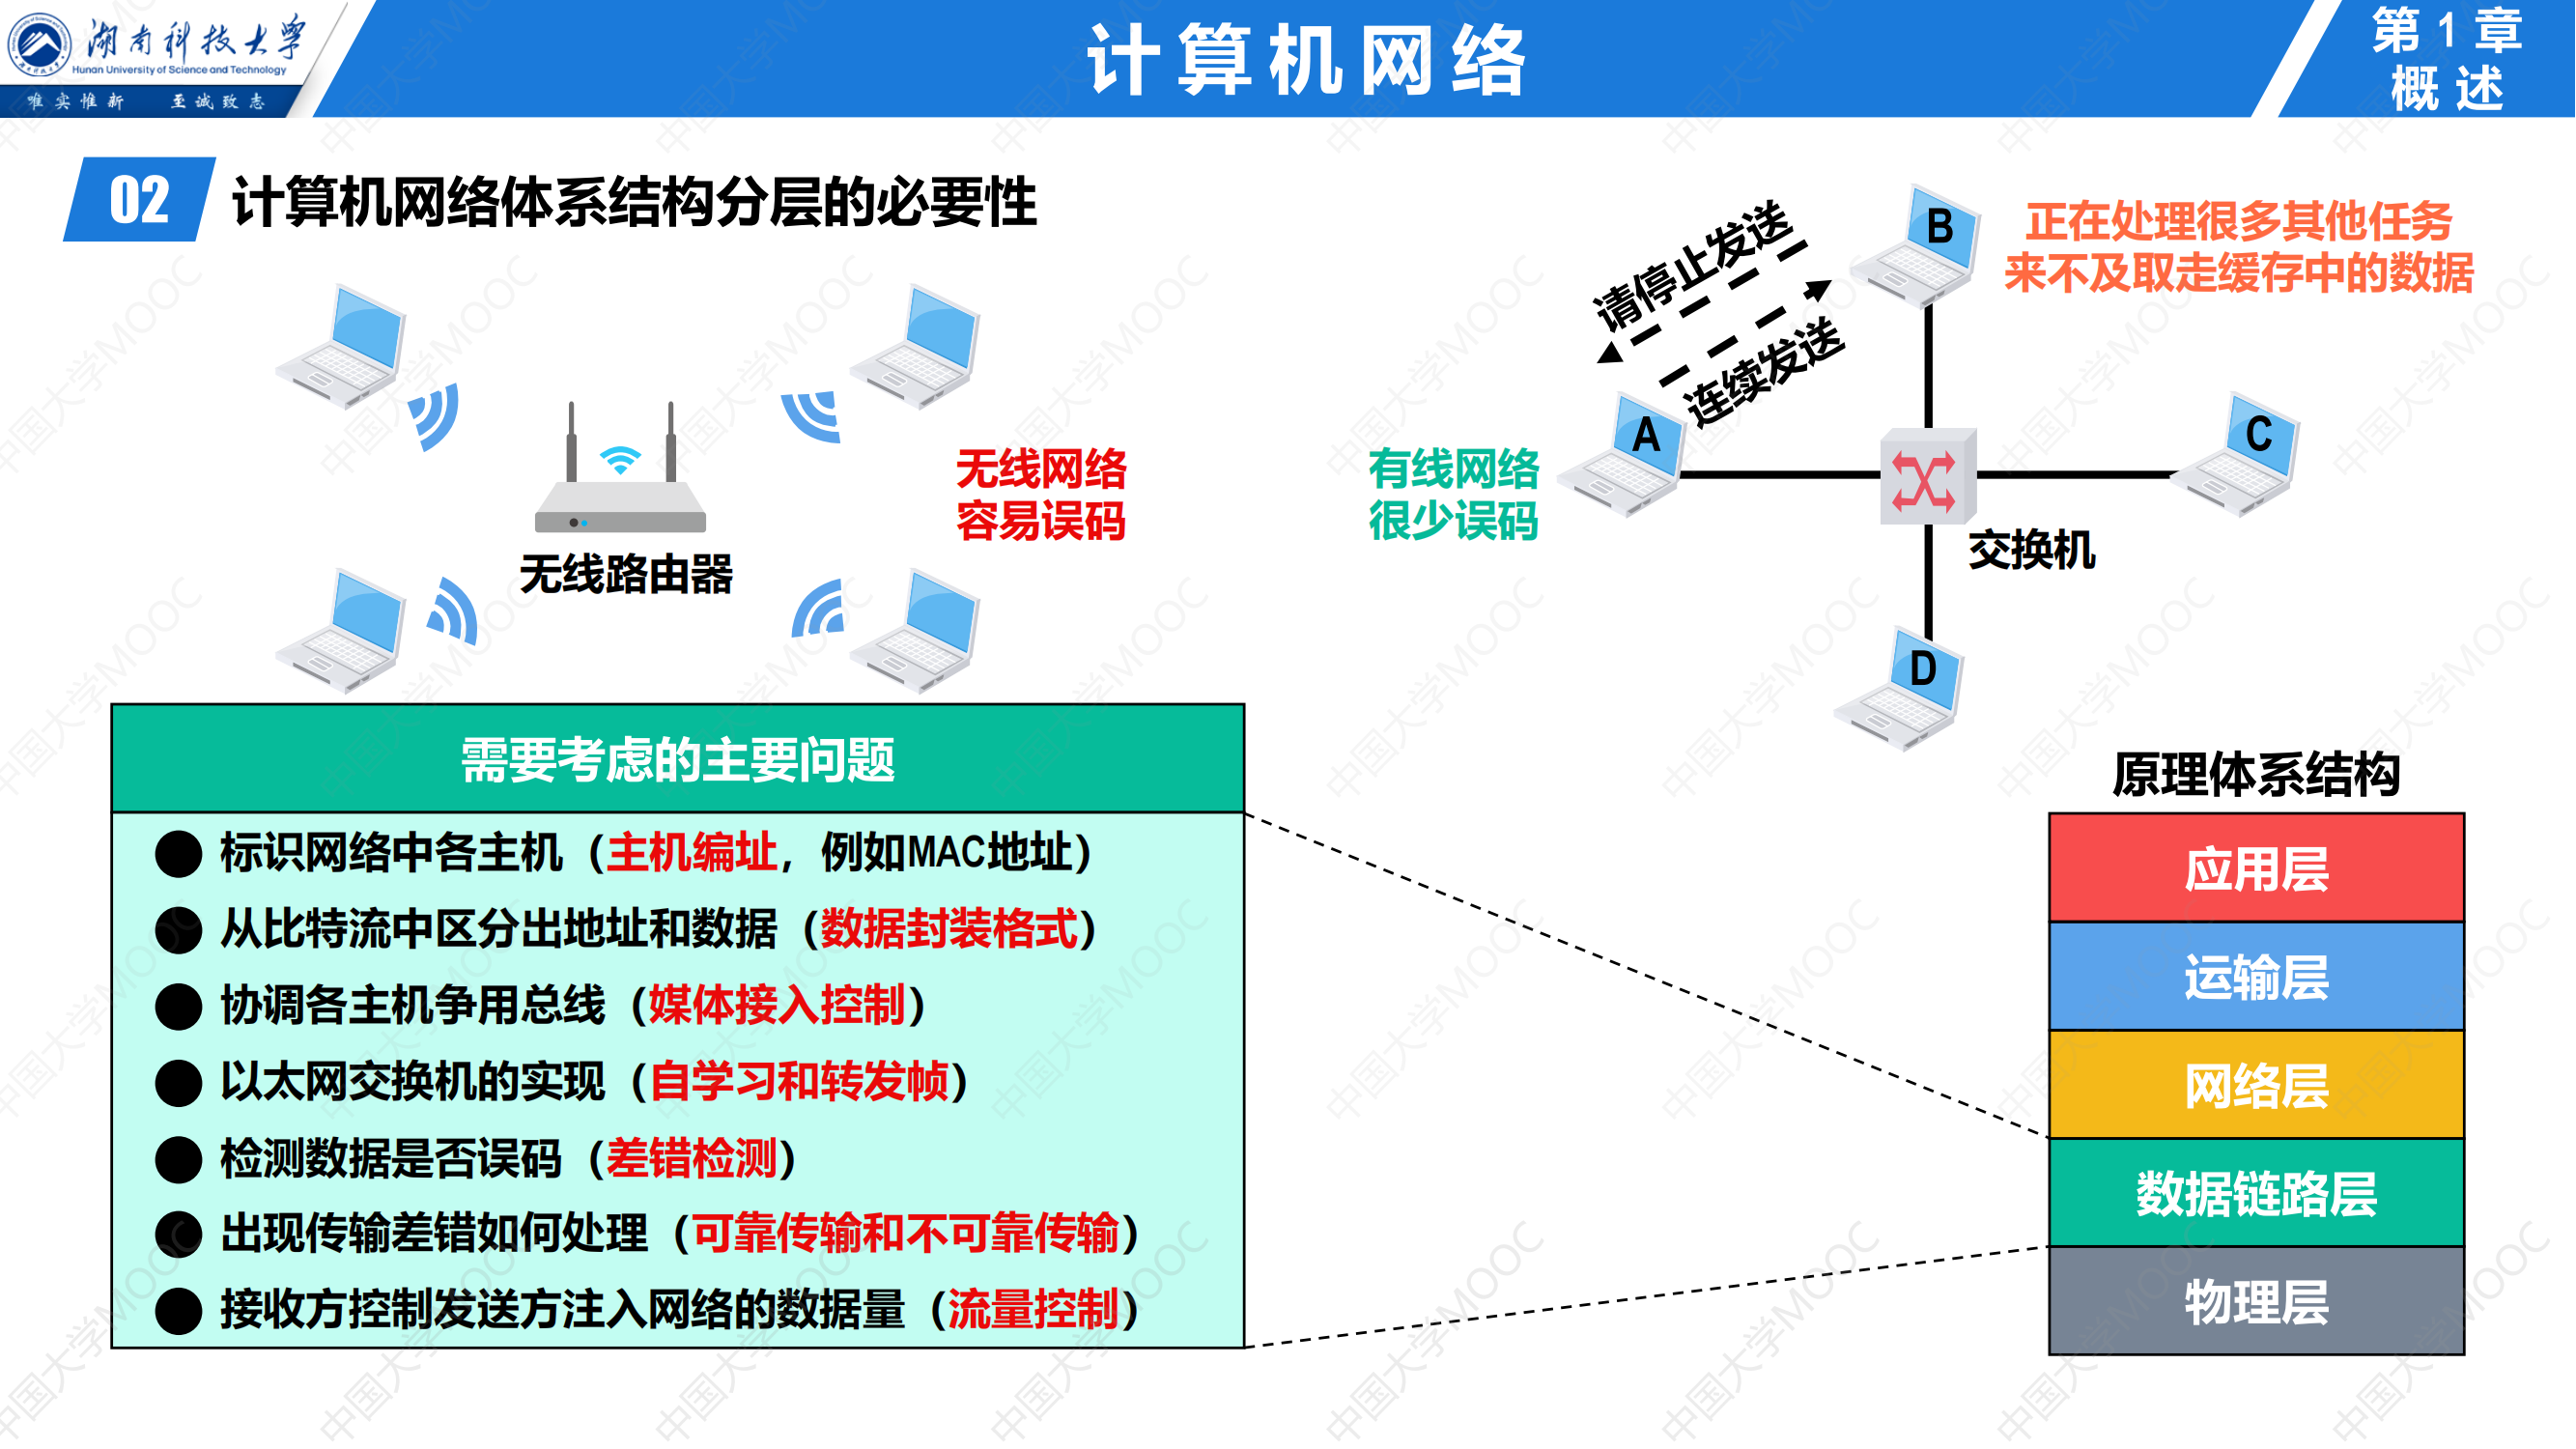 湖南科技大学
Hunan University of Science and Technology
唯实惟新 至诚致志
计算机网络
第1章
概述
02 计算机网络体系结构分层的必要性
无线路由器
无线网络
容易误码
请停止发送
连续发送
B
正在处理很多其他任务
来不及取走缓存中的数据
有线网络
很少误码
A
C
交换机
D
需要考虑的主要问题
● 标识网络中各主机（主机编址，例如MAC地址）
● 从比特流中区分出地址和数据（数据封装格式）
● 协调各主机争用总线（媒体接入控制）
● 以太网交换机的实现（自学习和转发帧）
● 检测数据是否误码（差错检测）
● 出现传输差错如何处理（可靠传输和不可靠传输）
● 接收方控制发送方注入网络的数据量（流量控制）
原理体系结构
应用层
运输层
网络层
数据链路层
物理层
中国大学MOOC